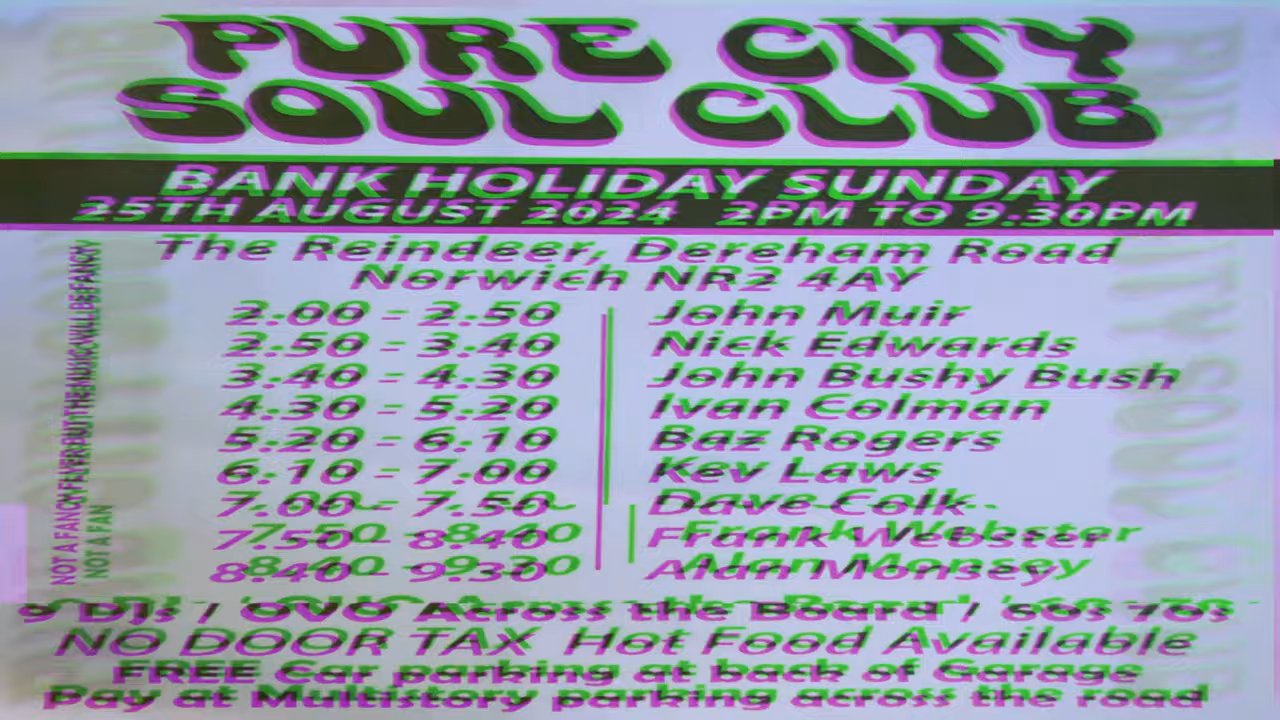 PURE CITY
SOUL CLUB
BANK HOLIDAY SUNDAY
25TH AUGUST 2024 2PM TO 9.30PM
The Reindeer, Dereham Road
Norwich NR2 4AY
2.00 - 2.50 John Muir
2.50 - 3.40 Nick Edwards
3.40 - 4.30 John Bushy Bush
4.30 - 5.20 Ivan Colman
5.20 - 6.10 Baz Rogers
6.10 - 7.00 Kev Laws
7.00 - 7.50 Dave Colk
7.50 - 8.40 Frank Webster
8.40 - 9.30 Alan Monsey
9 DJs / OVO Across the Board / 60s 70s
NO DOOR TAX Hot Food Available
FREE Car parking at back of Garage
Pay at Multistory parking across the road
NOT A FAN